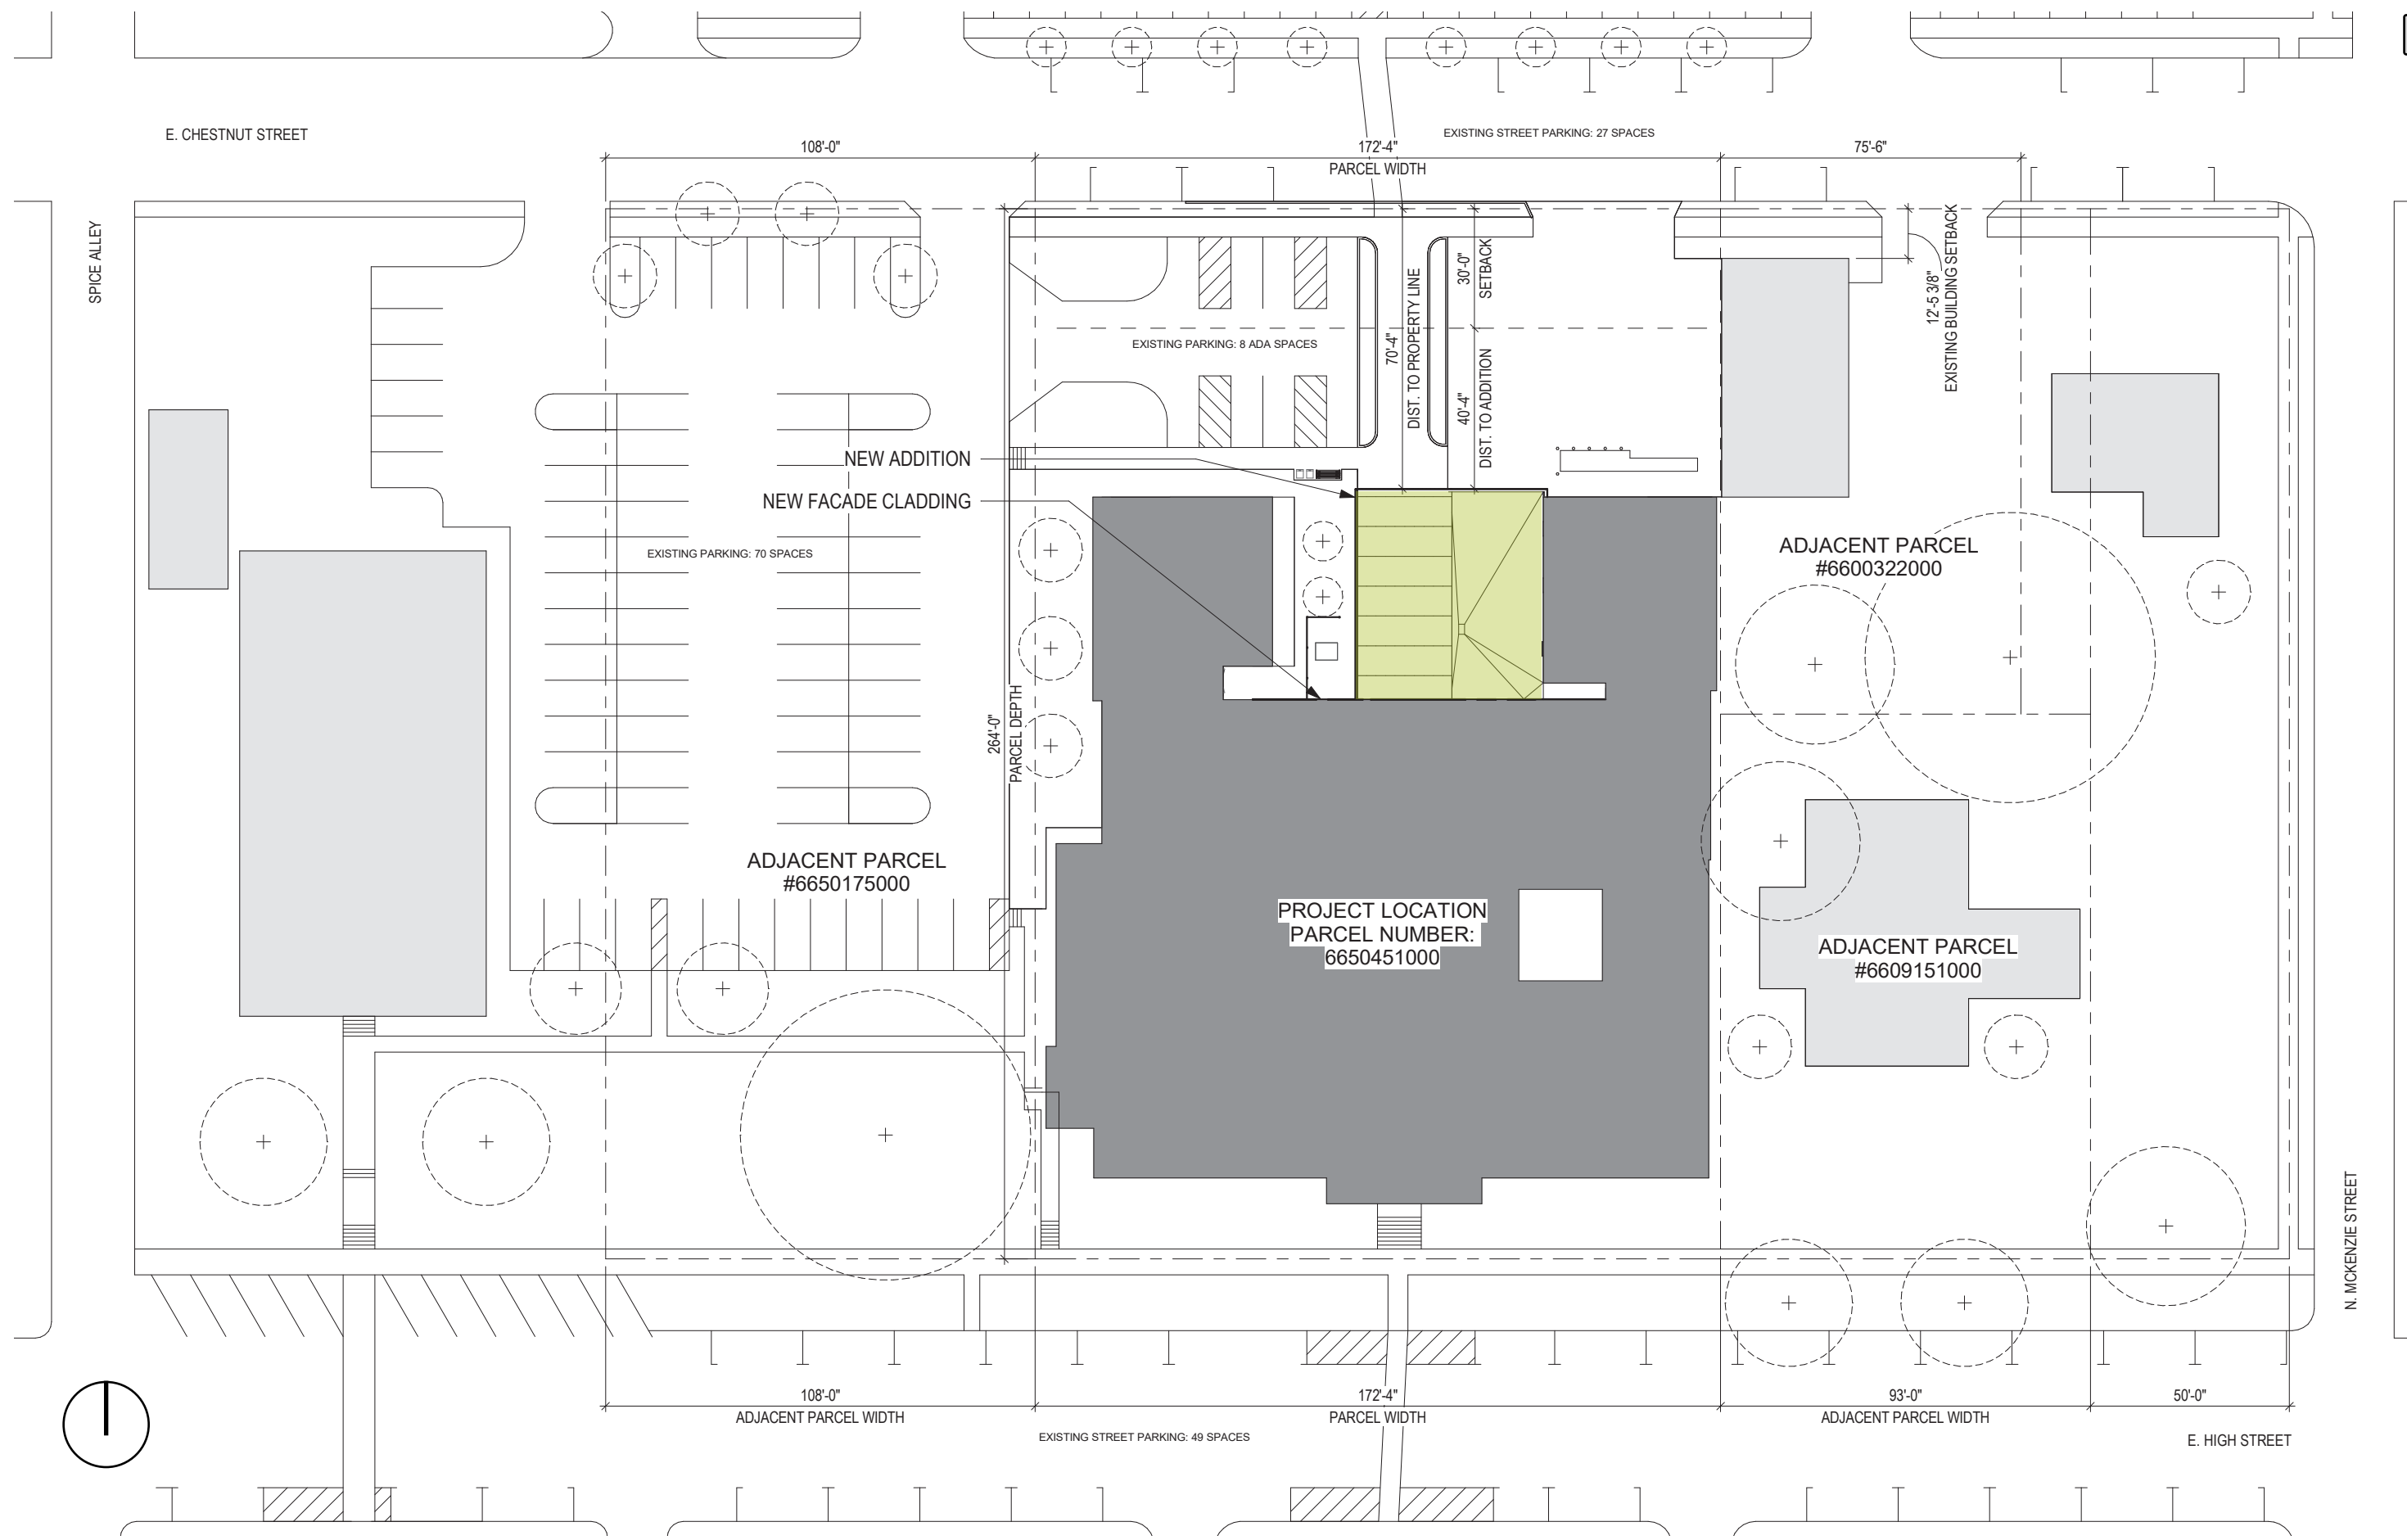 E. CHESTNUT STREET
EXISTING STREET PARKING: 27 SPACES
108'-0"
172'-4"
PARCEL WIDTH
75'-6"
SPICE ALLEY
EXISTING PARKING: 8 ADA SPACES
70'-4"
DIST. TO PROPERTY LINE
30'-0"
SETBACK
40'-4"
DIST. TO ADDITION
12'-5 3/8"
EXISTING BUILDING SETBACK
NEW ADDITION
NEW FACADE CLADDING
EXISTING PARKING: 70 SPACES
ADJACENT PARCEL
#6600322000
264'-0"
PARCEL DEPTH
ADJACENT PARCEL
#6650175000
PROJECT LOCATION
PARCEL NUMBER:
6650451000
ADJACENT PARCEL
#6609151000
N. MCKENZIE STREET
108'-0"
ADJACENT PARCEL WIDTH
172'-4"
PARCEL WIDTH
93'-0"
ADJACENT PARCEL WIDTH
50'-0"
EXISTING STREET PARKING: 49 SPACES
E. HIGH STREET